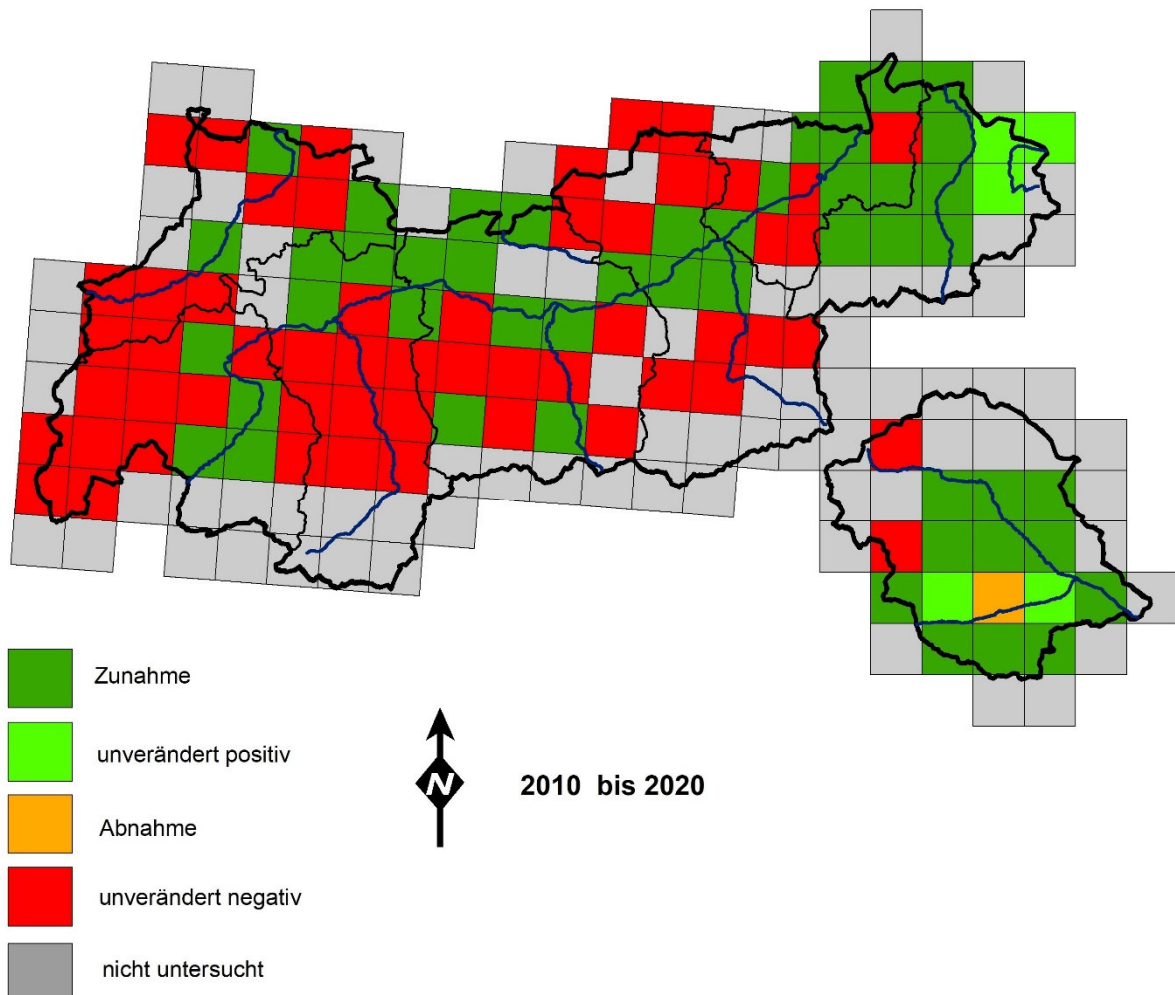 Zunahme
unverändert positiv
Abnahme
unverändert negativ
nicht untersucht
N
2010 bis 2020